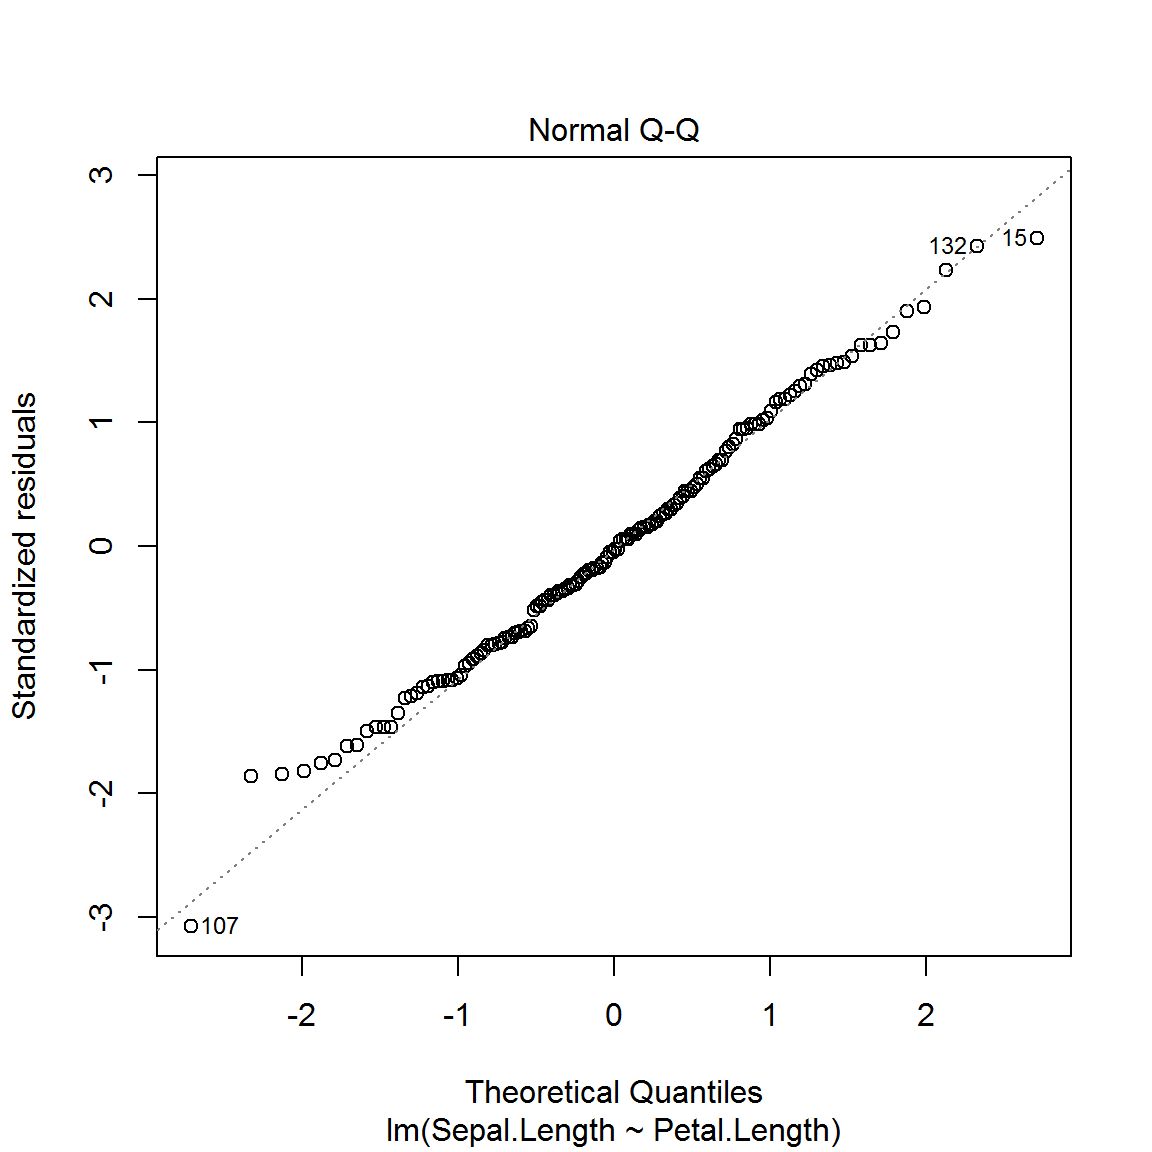 Normal Q-Q
3
2
1
0
-1
-2
-3
Standardized residuals
132
15
107
-2 -1 0 1 2
Theoretical Quantiles
lm(Sepal.Length ~ Petal.Length)